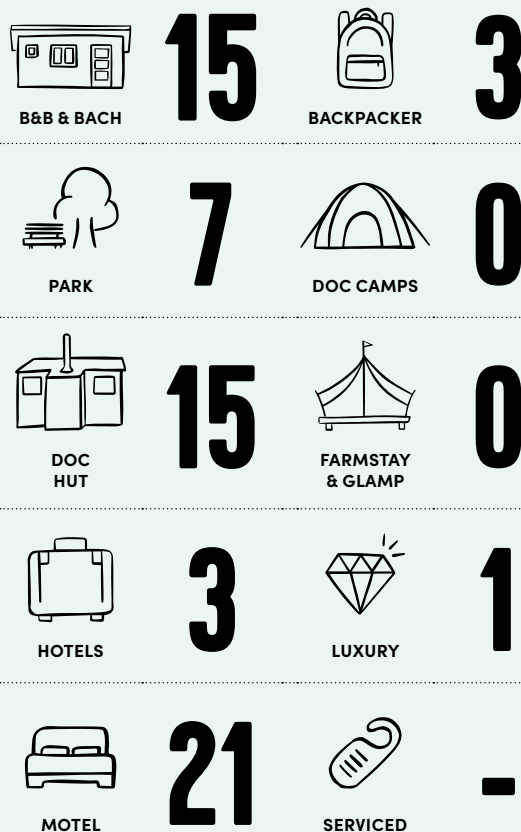 15
B&B & BACH
3
BACKPACKER
7
PARK
0
DOC CAMPS
15
DOC
HUT
0
FARMSTAY
& GLAMP
3
HOTELS
1
LUXURY
21
MOTEL
-
SERVICED